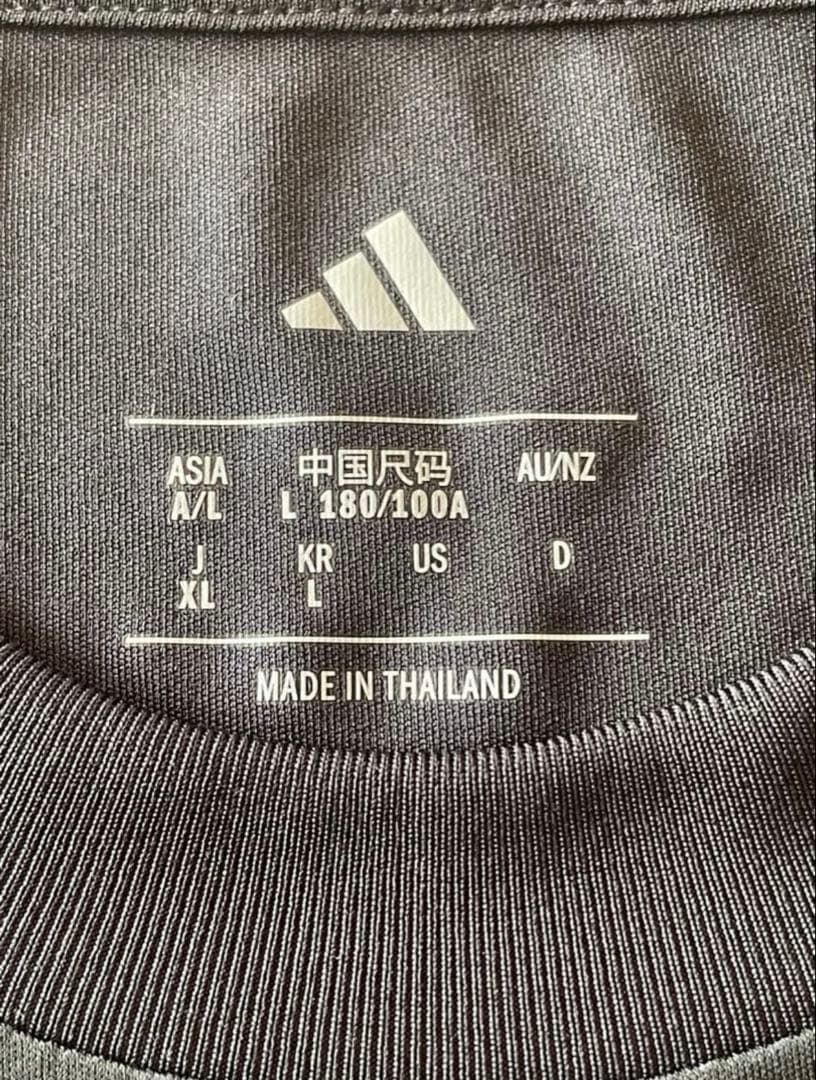 ASIA 中国尺码 AU/NZ
A/L L 180/100A
J KR US D
XL L
MADE IN THAILAND